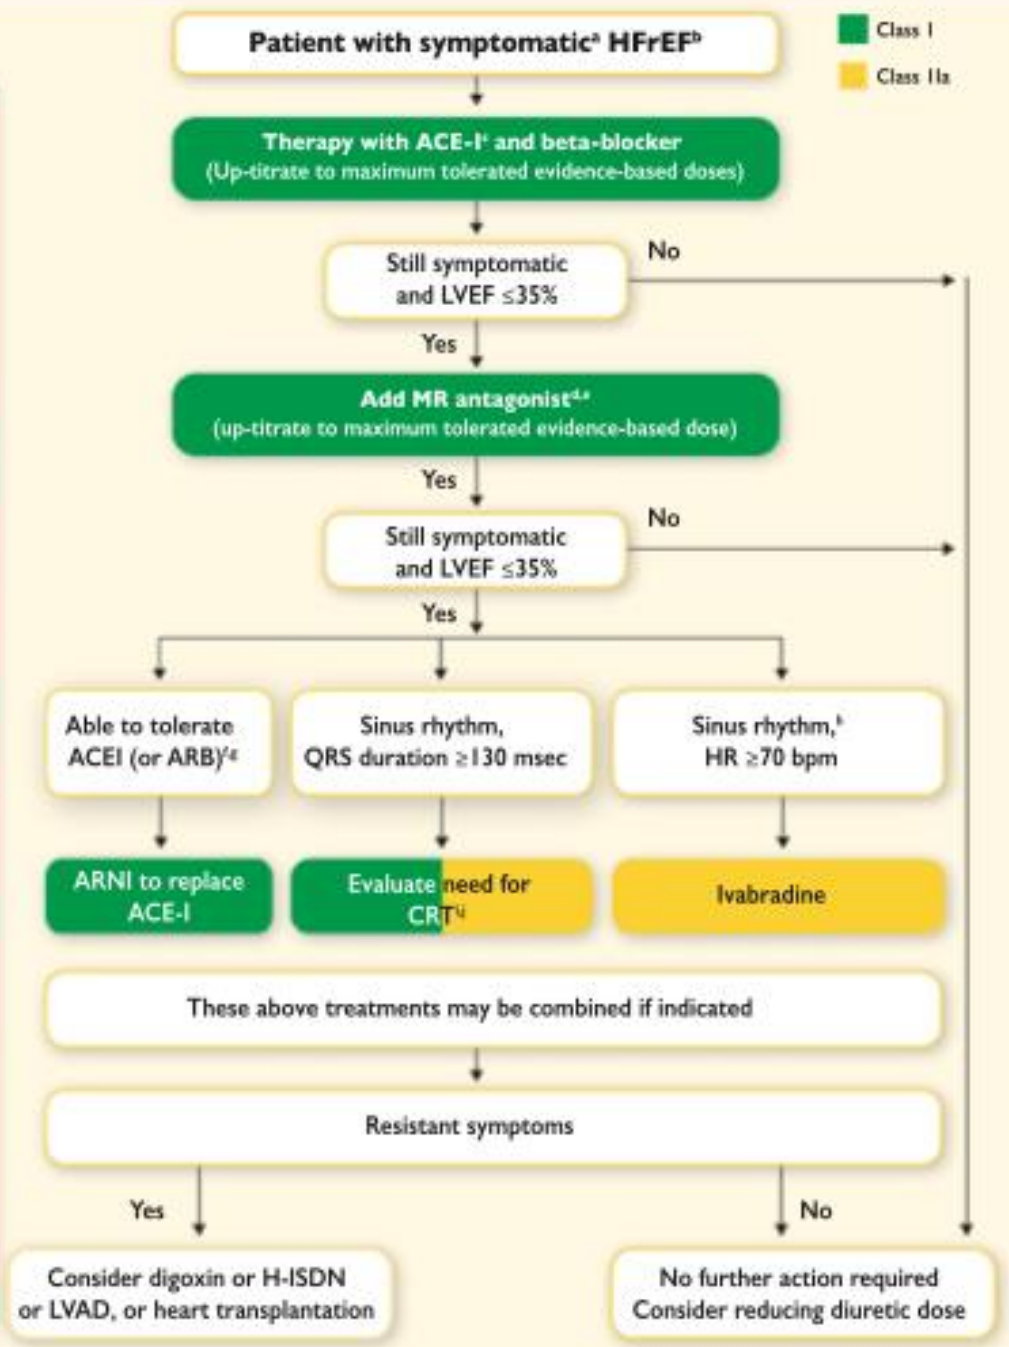 Patient with symptomaticᵃ HFrEFᵇ
Class I
Class IIa
Therapy with ACE-Iᶜ and beta-blocker
(Up-titrate to maximum tolerated evidence-based doses)
No
Still symptomatic
and LVEF ≤35%
Yes
Add MR antagonistᵈ,ᵉ
(up-titrate to maximum tolerated evidence-based dose)
Yes
No
Still symptomatic
and LVEF ≤35%
Yes
Able to tolerate
ACEI (or ARB)ᶠ,ᵍ
Sinus rhythm,
QRS duration ≥130 msec
Sinus rhythm,ʰ
HR ≥70 bpm
ARNI to replace
ACE-I
Evaluate need for
CRTⁱ,ʲ
Ivabradine
These above treatments may be combined if indicated
Resistant symptoms
Yes
No
Consider digoxin or H-ISDN
or LVAD, or heart transplantation
No further action required
Consider reducing diuretic dose